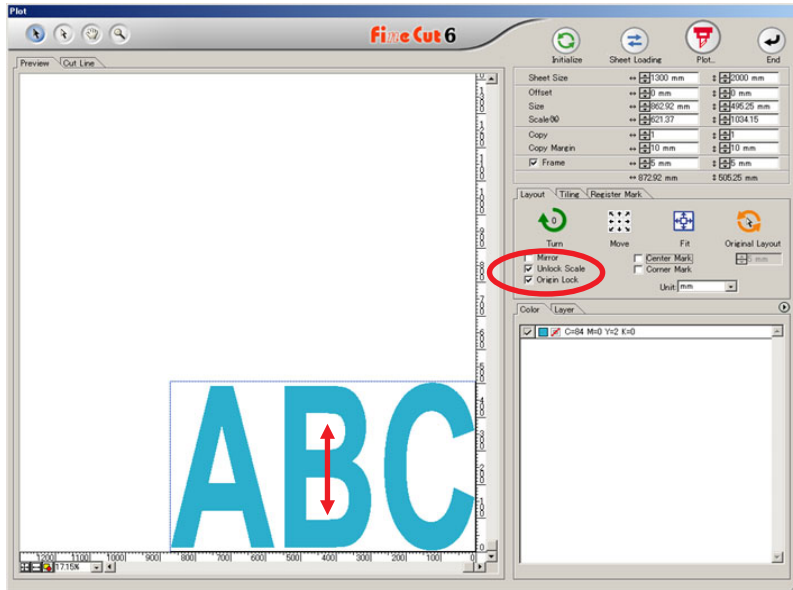 Plot
FineCut 6
Initialize Sheet Loading Plot... End
Preview Cut Line
Sheet Size 1300 mm 2000 mm
Offset 0 mm 0 mm
Size 862.92 mm 495.25 mm
Scale(%) 621.37 1034.15
Copy 1 1
Copy Margin 10 mm 10 mm
Frame 5 mm 5 mm
872.92 mm 505.25 mm
Layout Tiling Register Mark
0
Turn Move Fit Original Layout
Mirror Center Mark 5 mm
Unlock Scale Corner Mark
Origin Lock
Unit: mm
Color Layer
C=84 M=0 Y=2 K=0
ABC
1200 1100 1000 900 800 700 600 500 400 300 200 100 0
17.15%